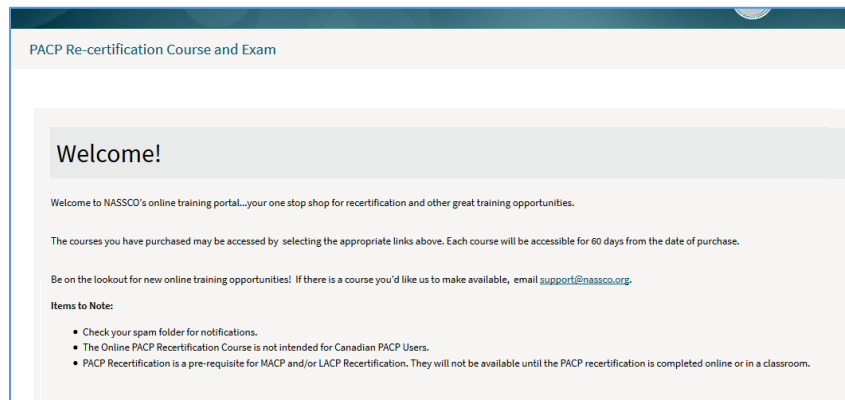 PACP Re-certification Course and Exam
Welcome!
Welcome to NASSCO's online training portal...your one stop shop for recertification and other great training opportunities.
The courses you have purchased may be accessed by selecting the appropriate links above. Each course will be accessible for 60 days from the date of purchase.
Be on the lookout for new online training opportunities! If there is a course you'd like us to make available, email support@nassco.org.
Items to Note:
• Check your spam folder for notifications.
• The Online PACP Recertification Course is not intended for Canadian PACP Users.
• PACP Recertification is a pre-requisite for MACP and/or LACP Recertification. They will not be available until the PACP recertification is completed online or in a classroom.